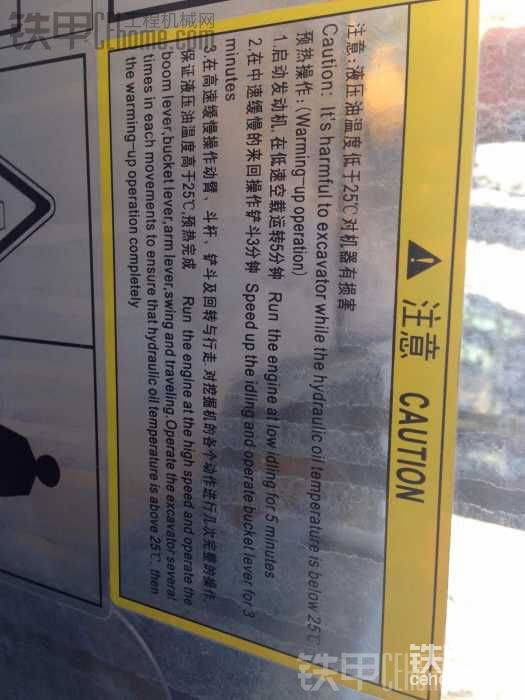 注意 CAUTION
注意:液压油温度低于25℃对机器有损害
Caution: It's harmful to excavator while the hydraulic oil temperature is below 25℃
预热操作:(Warming-up operation)
1.启动发动机,在低速空载运转5分钟 Run the engine at low idling for 5 minutes
2.在中速缓慢的来回操作铲斗3分钟 Speed up the idling and operate bucket lever for 3
minutes
3.在高速缓慢操作动臂、斗杆、铲斗及回转与行走 对挖掘机的各个动作进行几次完整的操作,
保证液压油温度高于25℃,预热完成 Run the engine at the high speed and operate the
boom lever,bucket lever,arm lever,swing and traveling.Operate the excavator several
times in each movements to ensure that hydraulic oil temperature is above 25℃, then
the warming-up operation completely
铁甲 工程机械网
CEhome.com
铁甲